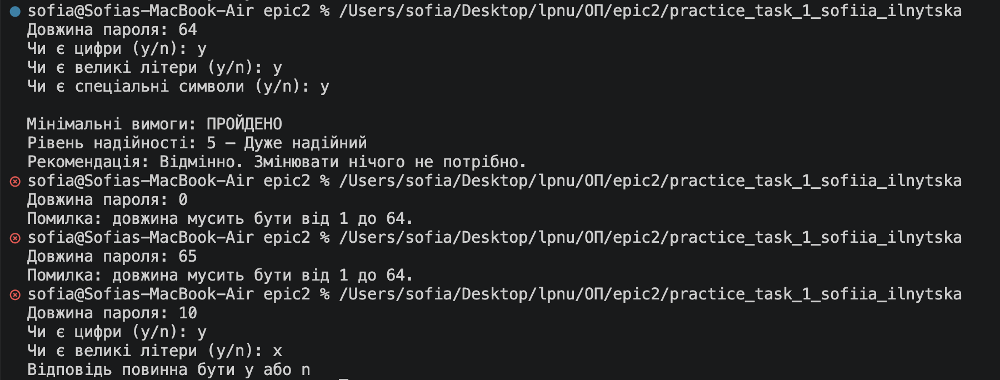 sofia@Sofias-MacBook-Air epic2 % /Users/sofia/Desktop/lpnu/ОП/epic2/practice_task_1_sofiia_ilnytska
Довжина пароля: 64
Чи є цифри (y/n): y
Чи є великі літери (y/n): y
Чи є спеціальні символи (y/n): y

Мінімальні вимоги: ПРОЙДЕНО
Рівень надійності: 5 — Дуже надійний
Рекомендація: Відмінно. Змінювати нічого не потрібно.
sofia@Sofias-MacBook-Air epic2 % /Users/sofia/Desktop/lpnu/ОП/epic2/practice_task_1_sofiia_ilnytska
Довжина пароля: 0
Помилка: довжина мусить бути від 1 до 64.
sofia@Sofias-MacBook-Air epic2 % /Users/sofia/Desktop/lpnu/ОП/epic2/practice_task_1_sofiia_ilnytska
Довжина пароля: 65
Помилка: довжина мусить бути від 1 до 64.
sofia@Sofias-MacBook-Air epic2 % /Users/sofia/Desktop/lpnu/ОП/epic2/practice_task_1_sofiia_ilnytska
Довжина пароля: 10
Чи є цифри (y/n): y
Чи є великі літери (y/n): x
Відповідь повинна бути y або n